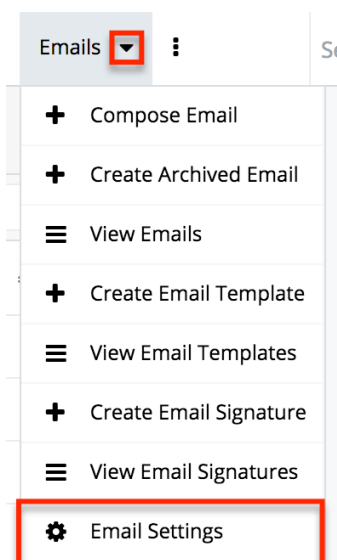 Emails
Compose Email
Create Archived Email
View Emails
Create Email Template
View Email Templates
Create Email Signature
View Email Signatures
Email Settings